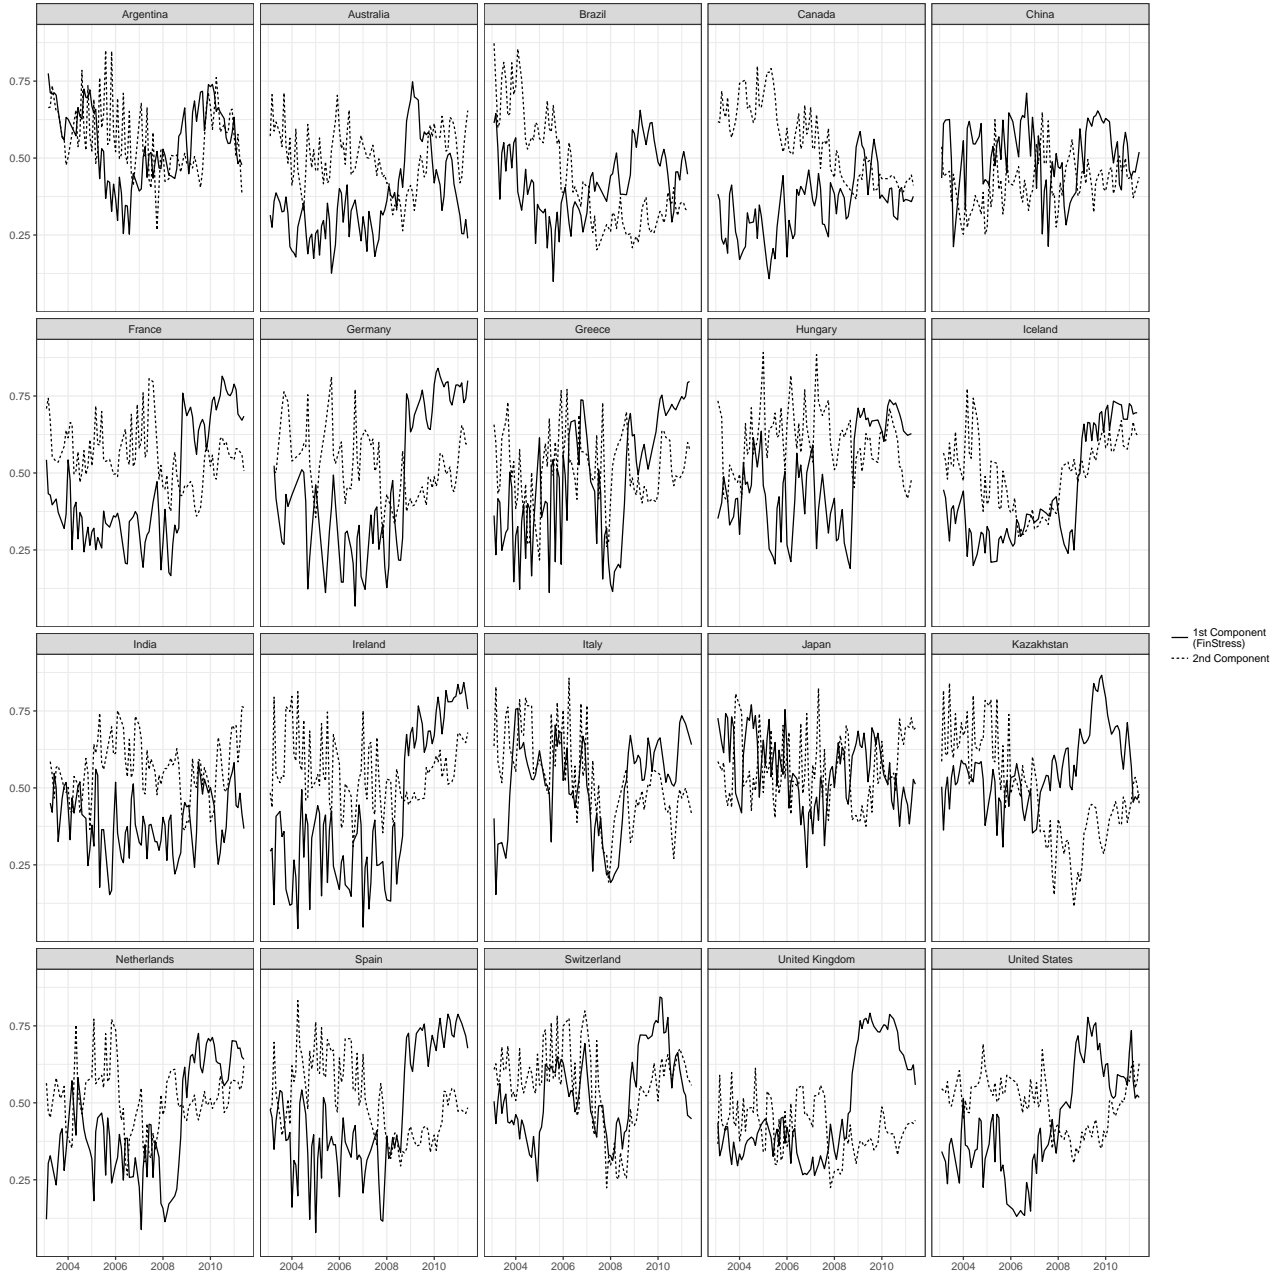 Argentina
Australia
Brazil
Canada
China
0.75
0.50
0.25
France
Germany
Greece
Hungary
Iceland
0.75
0.50
0.25
1st Component
(FinStress)
2nd Component
India
Ireland
Italy
Japan
Kazakhstan
0.75
0.50
0.25
Netherlands
Spain
Switzerland
United Kingdom
United States
0.75
0.50
0.25
2004 2006 2008 2010
2004 2006 2008 2010
2004 2006 2008 2010
2004 2006 2008 2010
2004 2006 2008 2010